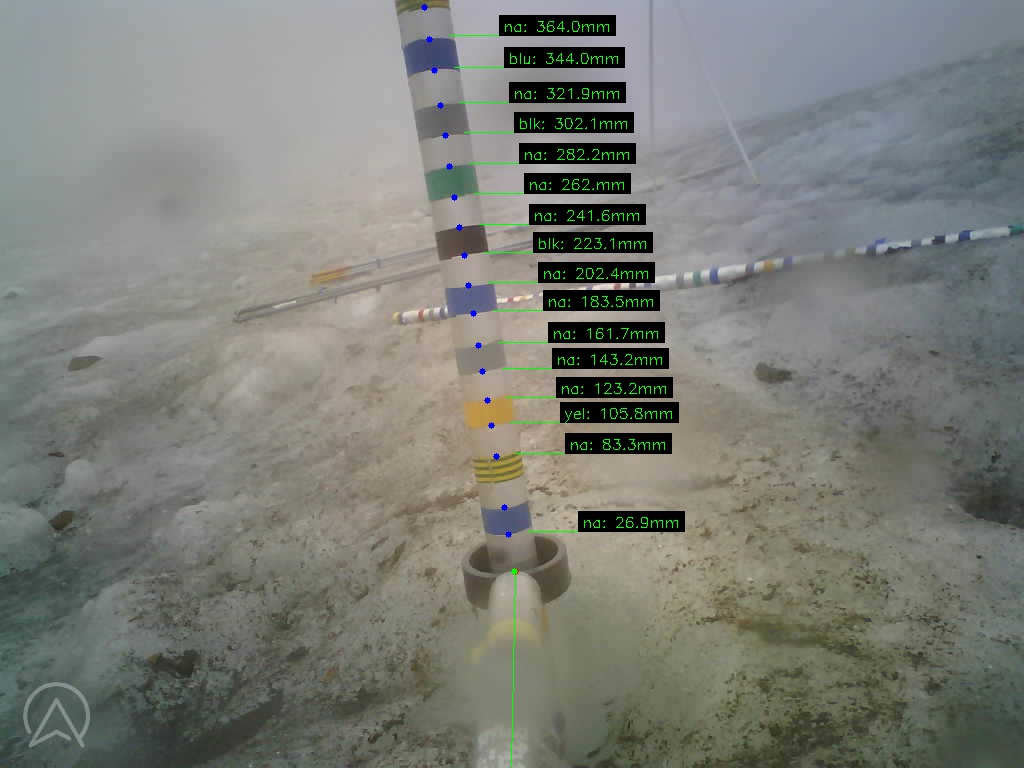 na: 364.0mm
blu: 344.0mm
na: 321.9mm
blk: 302.1mm
na: 282.2mm
na: 262.mm
na: 241.6mm
blk: 223.1mm
na: 202.4mm
na: 183.5mm
na: 161.7mm
na: 143.2mm
na: 123.2mm
yel: 105.8mm
na: 83.3mm
na: 26.9mm